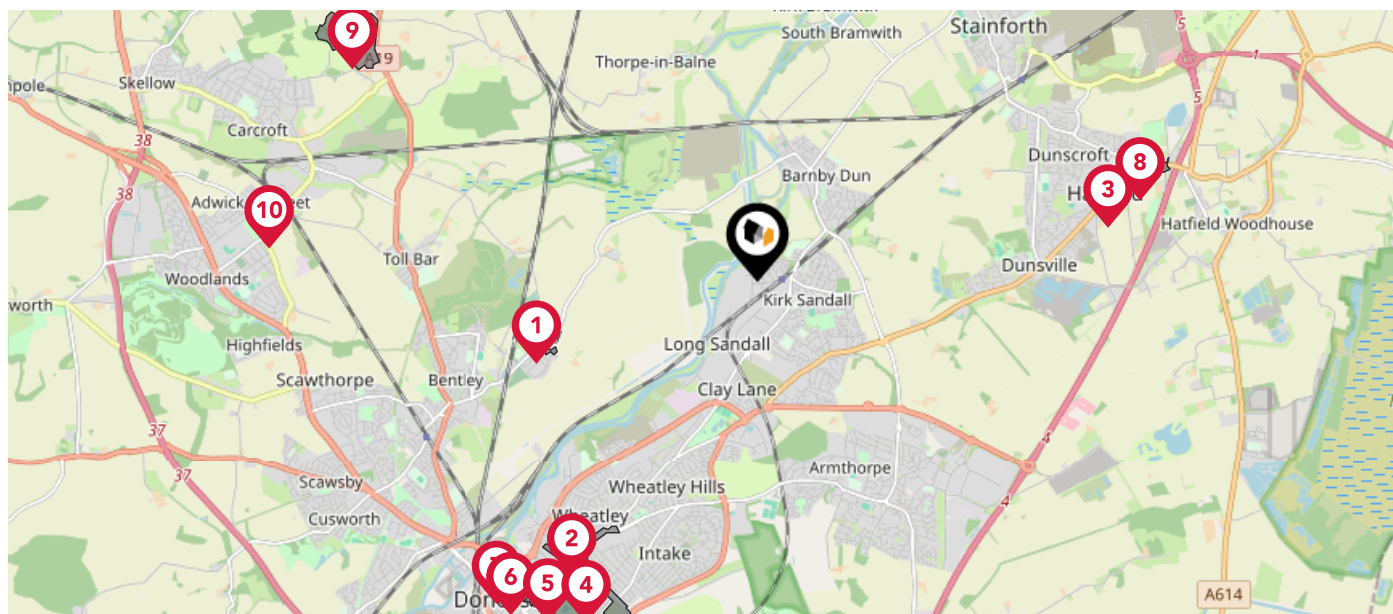 Stainforth
South Bramwith
5
9
A19
Thorpe-in-Balne
1
Skellow
5
Carcroft
38
Dunscroft
8
Barnby Dun
38
3
10
Hatfield Woodhouse
Toll Bar
Dunsville
Woodlands
Kirk Sandall
1
Long Sandall
Highfields
Scawthorpe
Bentley
Clay Lane
37
4
Armthorpe
37
Scawsby
Wheatley Hills
4
Cusworth
Wheatley
2
Intake
6
5
4
A614